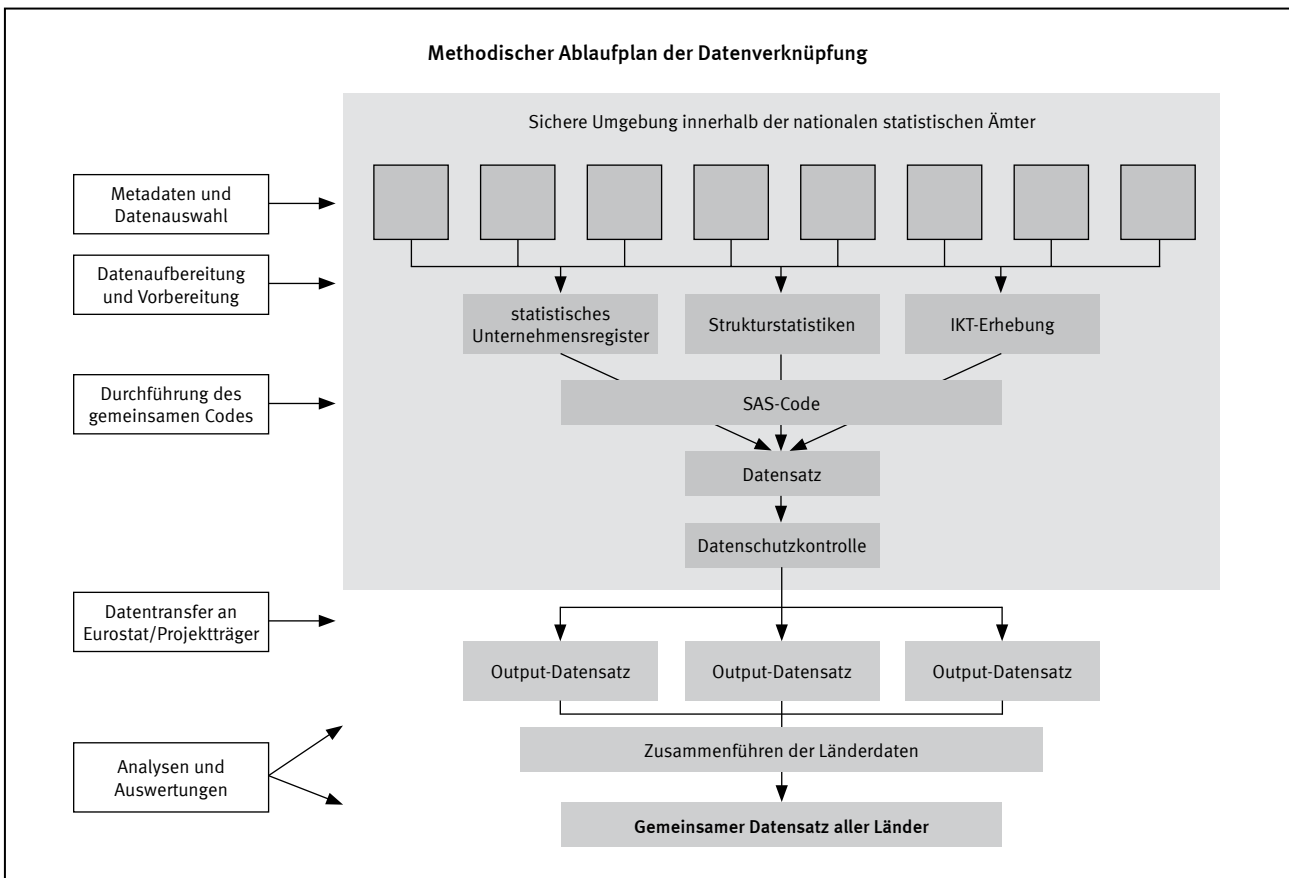 Methodischer Ablaufplan der Datenverknüpfung
Sichere Umgebung innerhalb der nationalen statistischen Ämter
Metadaten und
Datenauswahl
Datenaufbereitung
und Vorbereitung
statistisches
Unternehmensregister
Strukturstatistiken
IKT-Erhebung
Durchführung des
gemeinsamen Codes
SAS-Code
Datensatz
Datenschutzkontrolle
Datentransfer an
Eurostat/Projektträger
Output-Datensatz
Output-Datensatz
Output-Datensatz
Analysen und
Auswertungen
Zusammenführen der Länderdaten
Gemeinsamer Datensatz aller Länder